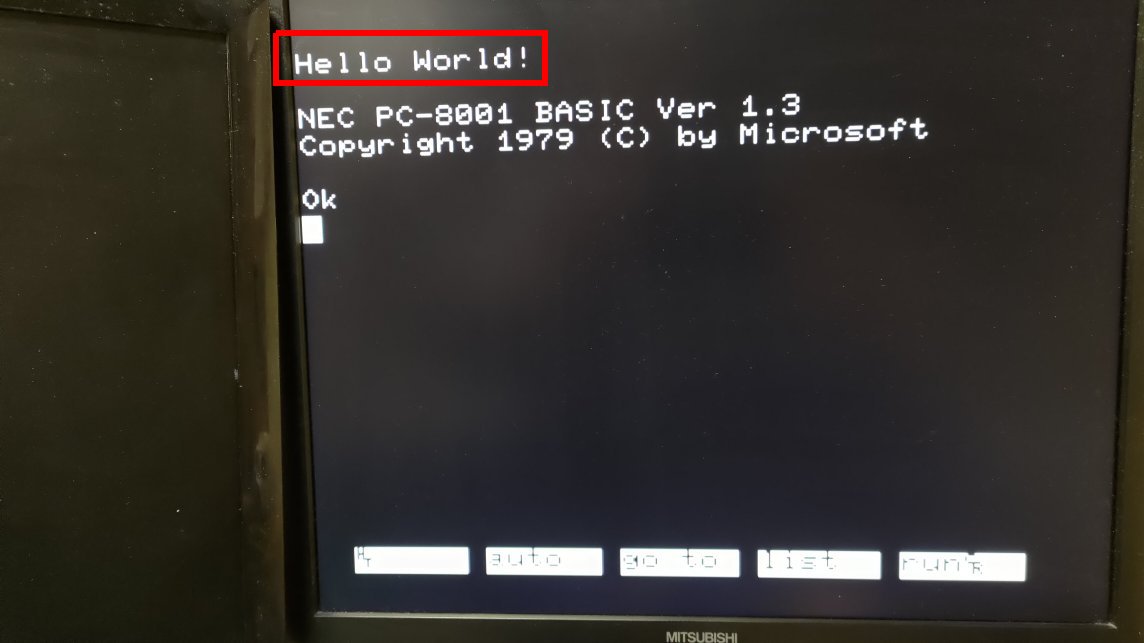 Hello World!
NEC PC-8001 BASIC Ver 1.3
Copyright 1979 (C) by Microsoft
Ok
auto go to list run
MITSUBISHI